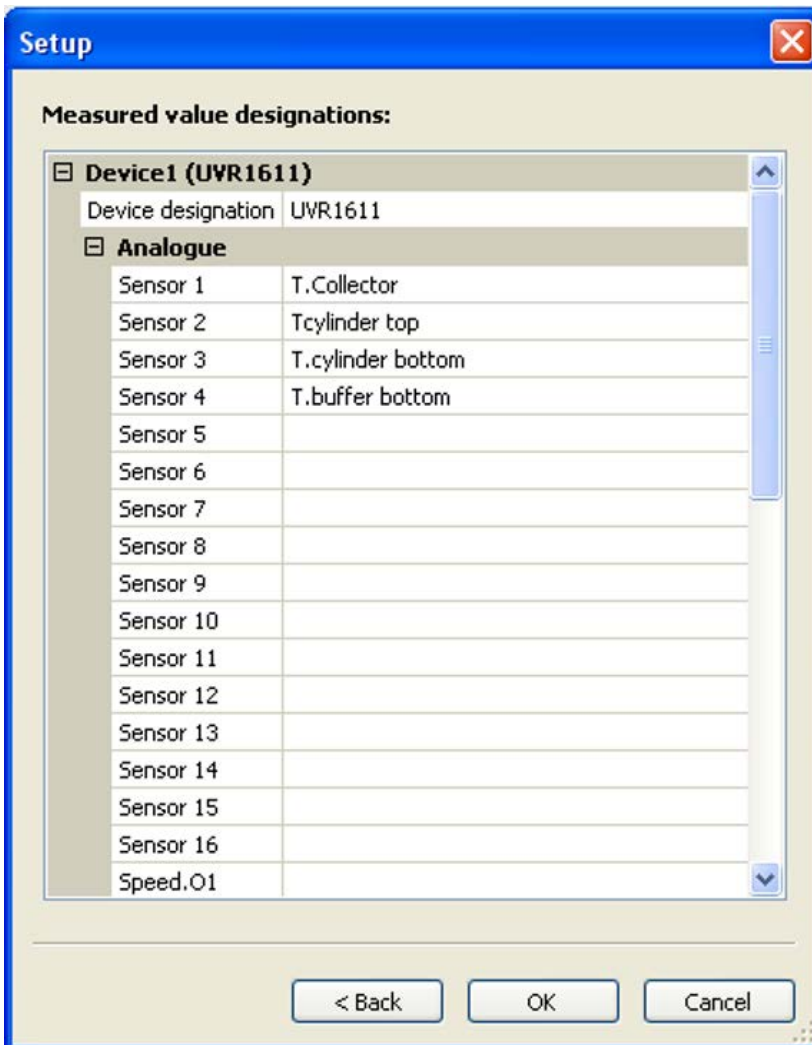 Setup
Measured value designations:
Device1 (UVR1611)
Device designation UVR1611
Analogue
Sensor 1 T.Collector
Sensor 2 Tcylinder top
Sensor 3 T.cylinder bottom
Sensor 4 T.buffer bottom
Sensor 5
Sensor 6
Sensor 7
Sensor 8
Sensor 9
Sensor 10
Sensor 11
Sensor 12
Sensor 13
Sensor 14
Sensor 15
Sensor 16
Speed.O1
< Back OK Cancel